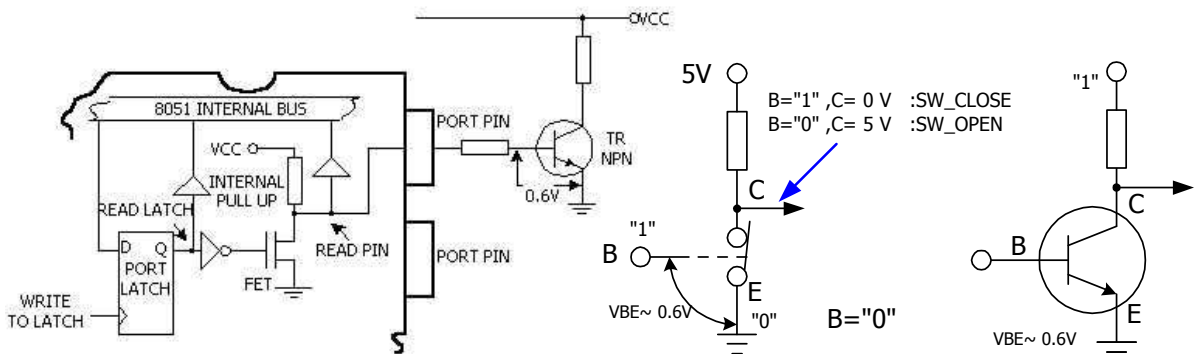 VCC
8051 INTERNAL BUS
PORT PIN
TR
NPN
VCC
INTERNAL
PULL UP
0.6V
READ LATCH
READ PIN
D Q
PORT
LATCH
FET
PORT PIN
WRITE
TO LATCH
5V
B="1" ,C= 0 V :SW_CLOSE
B="0" ,C= 5 V :SW_OPEN
C
"1"
B
E
VBE~ 0.6V
"0"
B="0"
"1"
C
B
E
VBE~ 0.6V